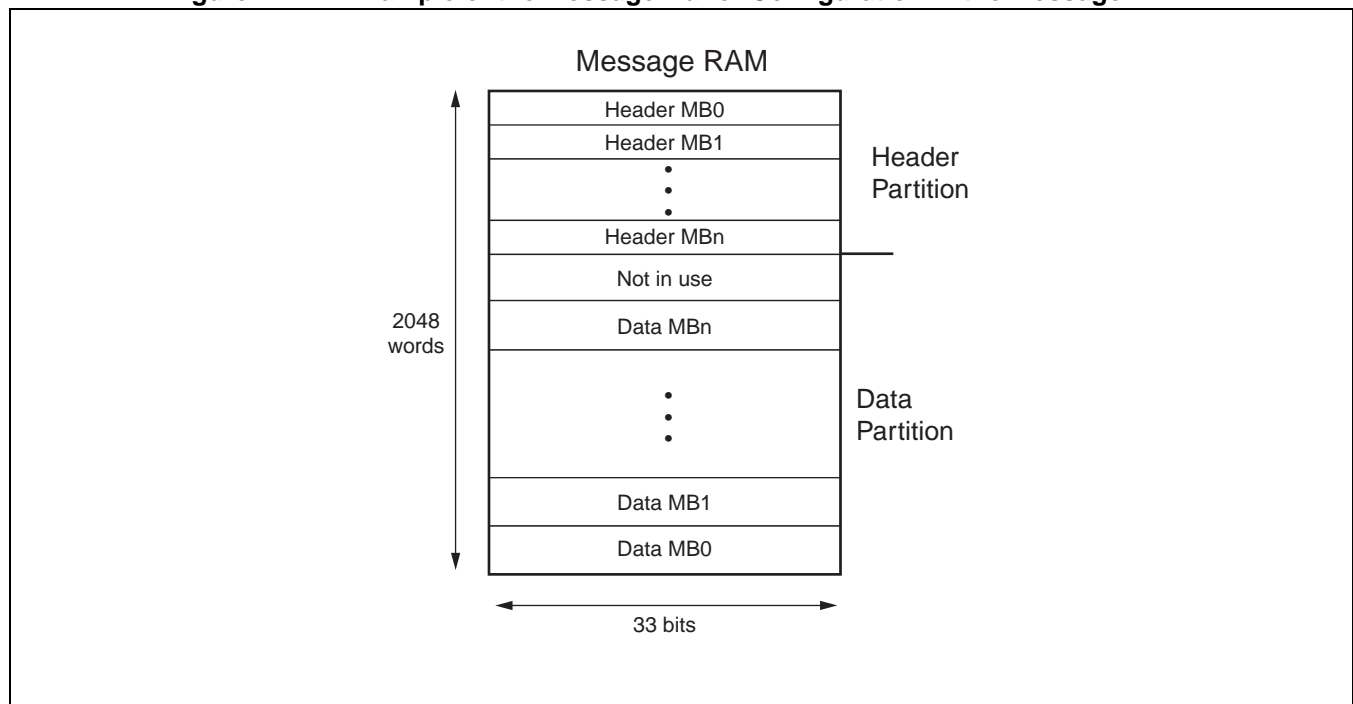 Message RAM
Header MB0
Header MB1
Header
Partition
Header MBn
Not in use
2048
words
Data MBn
Data
Partition
Data MB1
Data MB0
33 bits